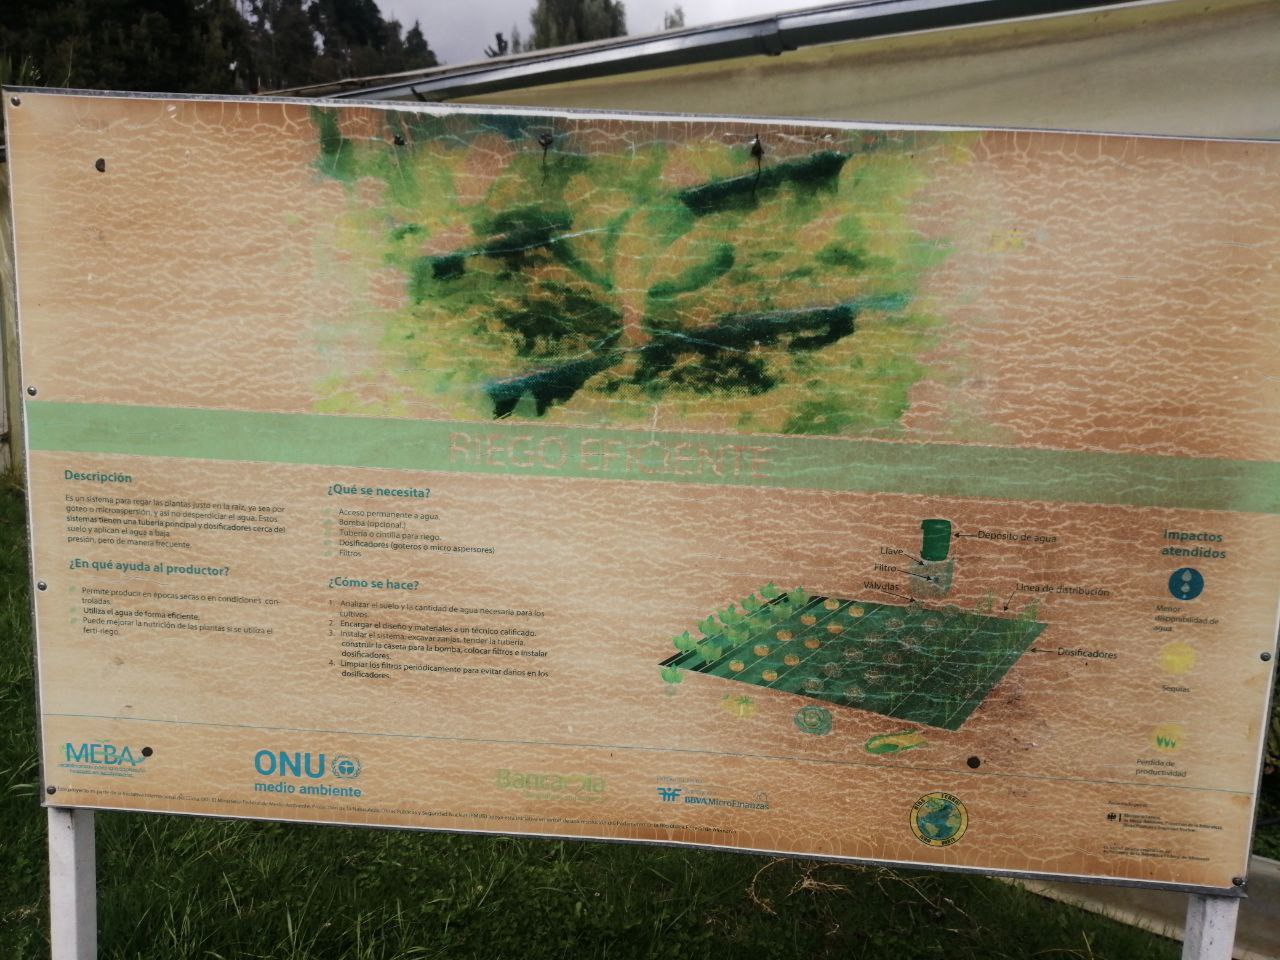 RIEGO EFICIENTE
Descripción
Es un sistema para regar las plantas justo en la raíz, ya sea por
goteo o microaspersión, y así no desperdiciar el agua. Estos
sistemas tienen una tubería principal y dosificadores cerca del
suelo y aplican el agua a baja
presión, pero de manera frecuente.
¿En qué ayuda al productor?
Permite producir en épocas secas o en condiciones con-
troladas.
Utiliza el agua de forma eficiente.
Puede mejorar la nutrición de las plantas si se utiliza el
ferti-riego.
¿Qué se necesita?
Acceso permanente a agua.
Bomba (opcional.)
Tubería o cintilla para riego.
Dosificadores (goteros o micro aspersores)
Filtros
¿Cómo se hace?
1. Analizar el suelo y la cantidad de agua necesaria para los
cultivos.
2. Encargar el diseño y materiales a un técnico calificado.
3. Instalar el sistema: excavar zanjas, tender la tubería,
construir la caseta para la bomba, colocar filtros e instalar
dosificadores.
4. Limpiar los filtros periódicamente para evitar daños en los
dosificadores.
Depósito de agua
Llave
Filtro
Válvulas
Línea de distribución
Dosificadores
Impactos
atendidos
Menor
disponibilidad de
agua
Sequías
Pérdida de
productividad
MEBA
ONU
medio ambiente
Bancamía
BBVA MicroFinanzas